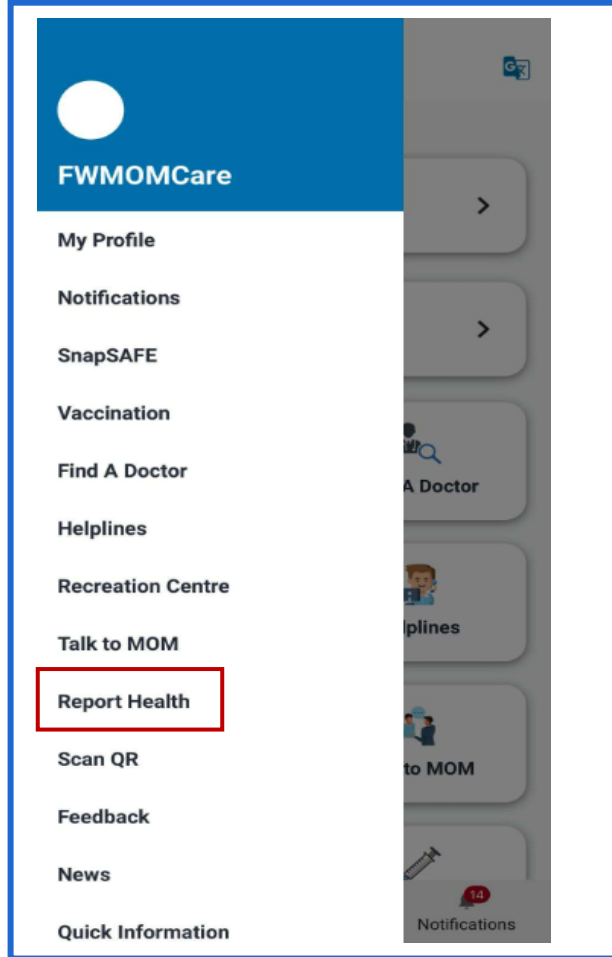 FWMOMCare
My Profile
Notifications
SnapSAFE
Vaccination
Find A Doctor
Helplines
Recreation Centre
Talk to MOM
Report Health
Scan QR
Feedback
News
Quick Information
A Doctor
lplines
to MOM
14
Notifications